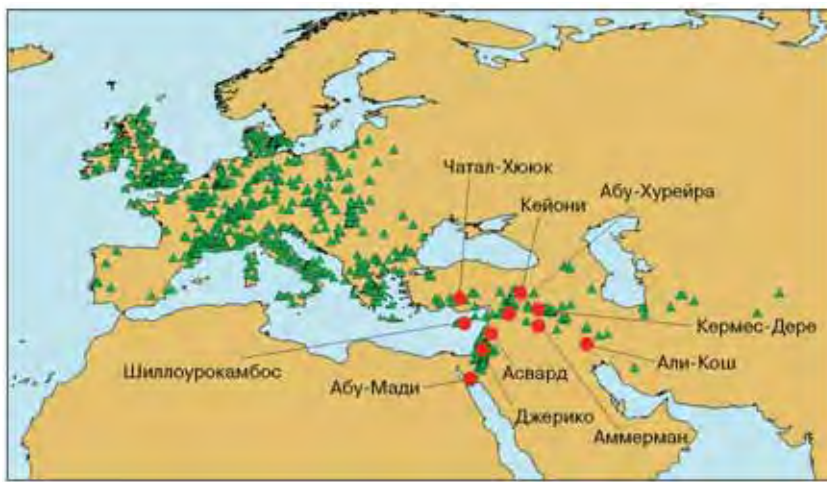 Чатал-Хююк
Абу-Хурейра
Кейони
Кермес-Дере
Шиллоурокамбос
Али-Кош
Абу-Мади
Асвард
Джерико
Аммерман